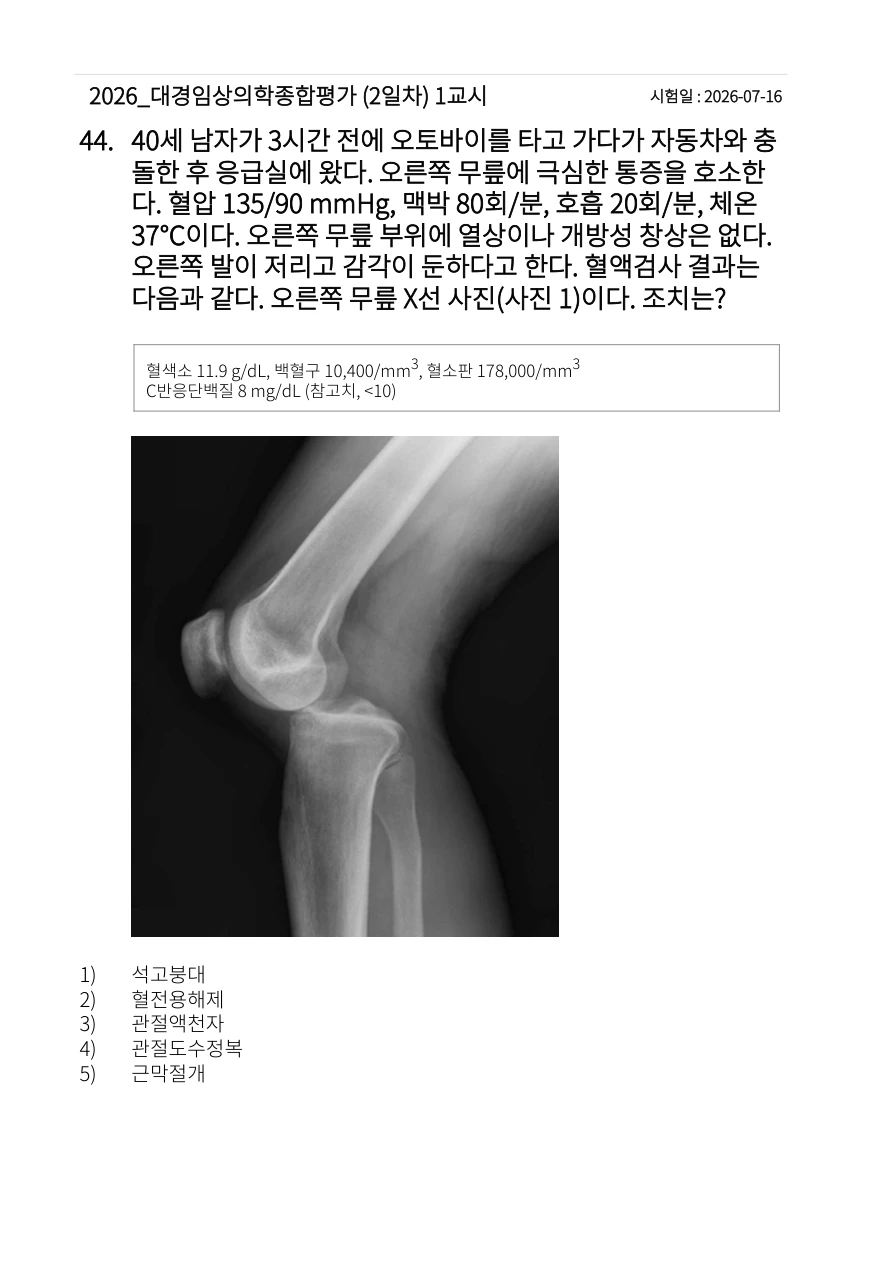 2026_대경임상의학종합평가 (2일차) 1교시
시험일 : 2026-07-16
44. 40세 남자가 3시간 전에 오토바이를 타고 가다가 자동차와 충
돌한 후 응급실에 왔다. 오른쪽 무릎에 극심한 통증을 호소한
다. 혈압 135/90 mmHg, 맥박 80회/분, 호흡 20회/분, 체온
37℃이다. 오른쪽 무릎 부위에 열상이나 개방성 창상은 없다.
오른쪽 발이 저리고 감각이 둔하다고 한다. 혈액검사 결과는
다음과 같다. 오른쪽 무릎 X선 사진(사진 1)이다. 조치는?
혈색소 11.9 g/dL, 백혈구 10,400/mm³, 혈소판 178,000/mm³
C반응단백질 8 mg/dL (참고치, <10)
1) 석고붕대
2) 혈전용해제
3) 관절액천자
4) 관절도수정복
5) 근막절개